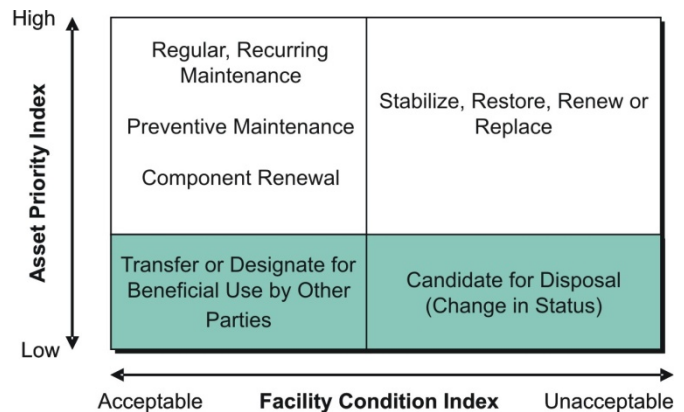 High
Asset Priority Index
Low
Regular, Recurring
Maintenance
Preventive Maintenance
Component Renewal
Stabilize, Restore, Renew or
Replace
Transfer or Designate for
Beneficial Use by Other
Parties
Candidate for Disposal
(Change in Status)
Acceptable
Facility Condition Index
Unacceptable